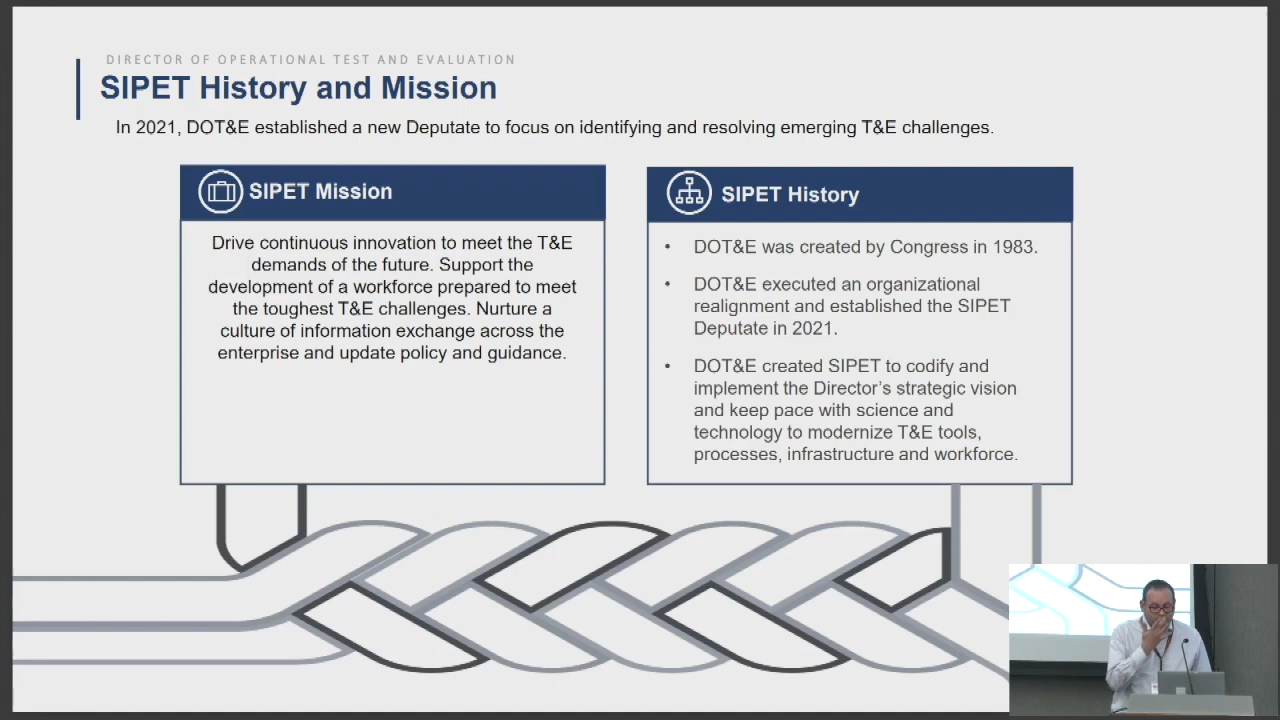 DIRECTOR OF OPERATIONAL TEST AND EVALUATION
SIPET History and Mission
In 2021, DOT&E established a new Deputate to focus on identifying and resolving emerging T&E challenges.
SIPET Mission
Drive continuous innovation to meet the T&E
demands of the future. Support the
development of a workforce prepared to meet
the toughest T&E challenges. Nurture a
culture of information exchange across the
enterprise and update policy and guidance.
SIPET History
• DOT&E was created by Congress in 1983.
• DOT&E executed an organizational
realignment and established the SIPET
Deputate in 2021.
• DOT&E created SIPET to codify and
implement the Director's strategic vision
and keep pace with science and
technology to modernize T&E tools,
processes, infrastructure and workforce.